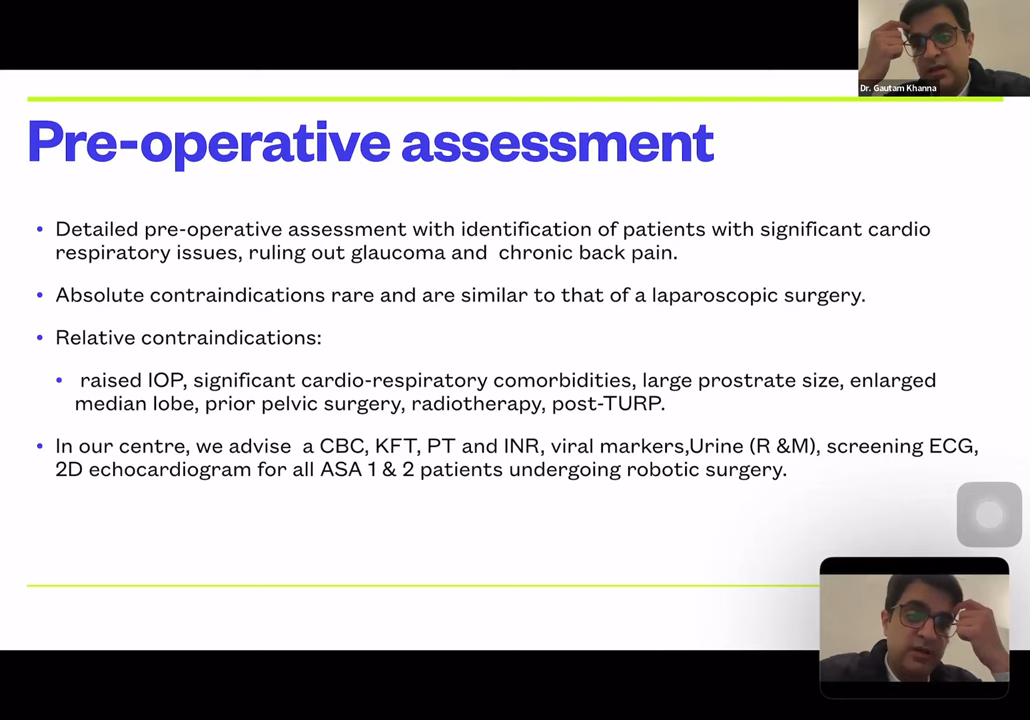 Dr. Gautam Khanna
Pre-operative assessment
• Detailed pre-operative assessment with identification of patients with significant cardio
respiratory issues, ruling out glaucoma and  chronic back pain.
• Absolute contraindications rare and are similar to that of a laparoscopic surgery.
• Relative contraindications:
• raised IOP, significant cardio-respiratory comorbidities, large prostrate size, enlarged
median lobe, prior pelvic surgery, radiotherapy, post-TURP.
• In our centre, we advise  a CBC, KFT, PT and INR, viral markers,Urine (R &M), screening ECG,
2D echocardiogram for all ASA 1 & 2 patients undergoing robotic surgery.